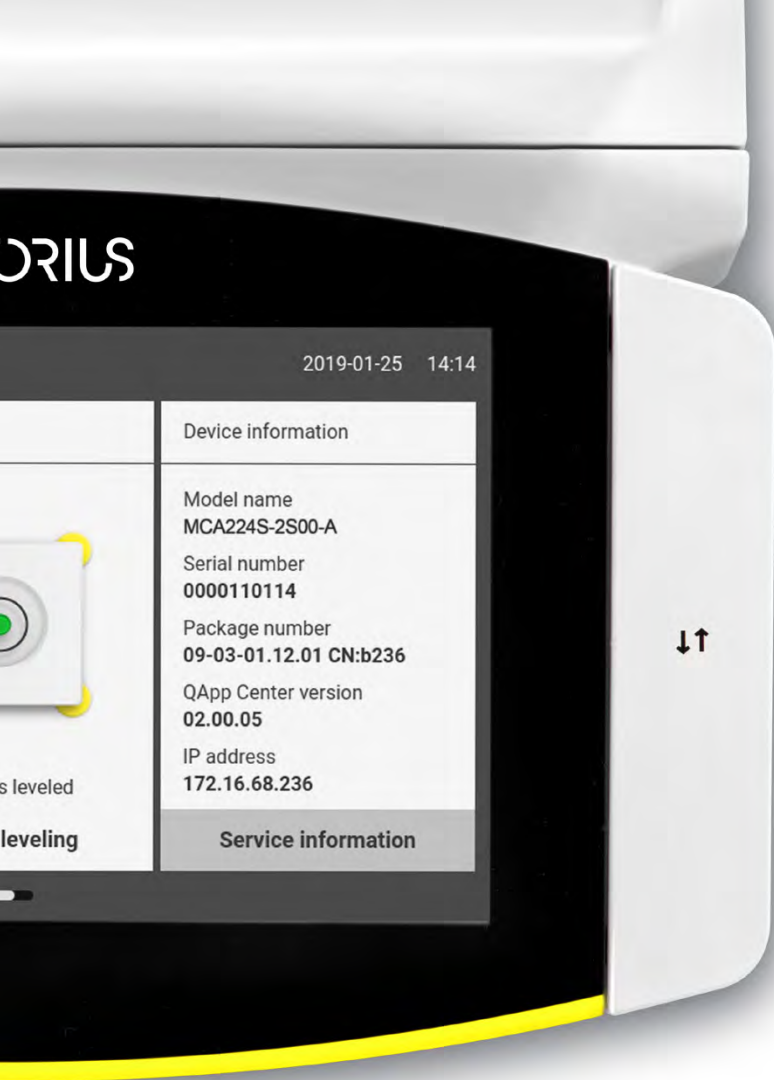 ORIUS
2019-01-25 14:14
Device information
Model name
MCA224S-2S00-A
Serial number
0000110114
Package number
09-03-01.12.01 CN:b236
QApp Center version
02.00.05
IP address
172.16.68.236
s leveled
leveling
Service information